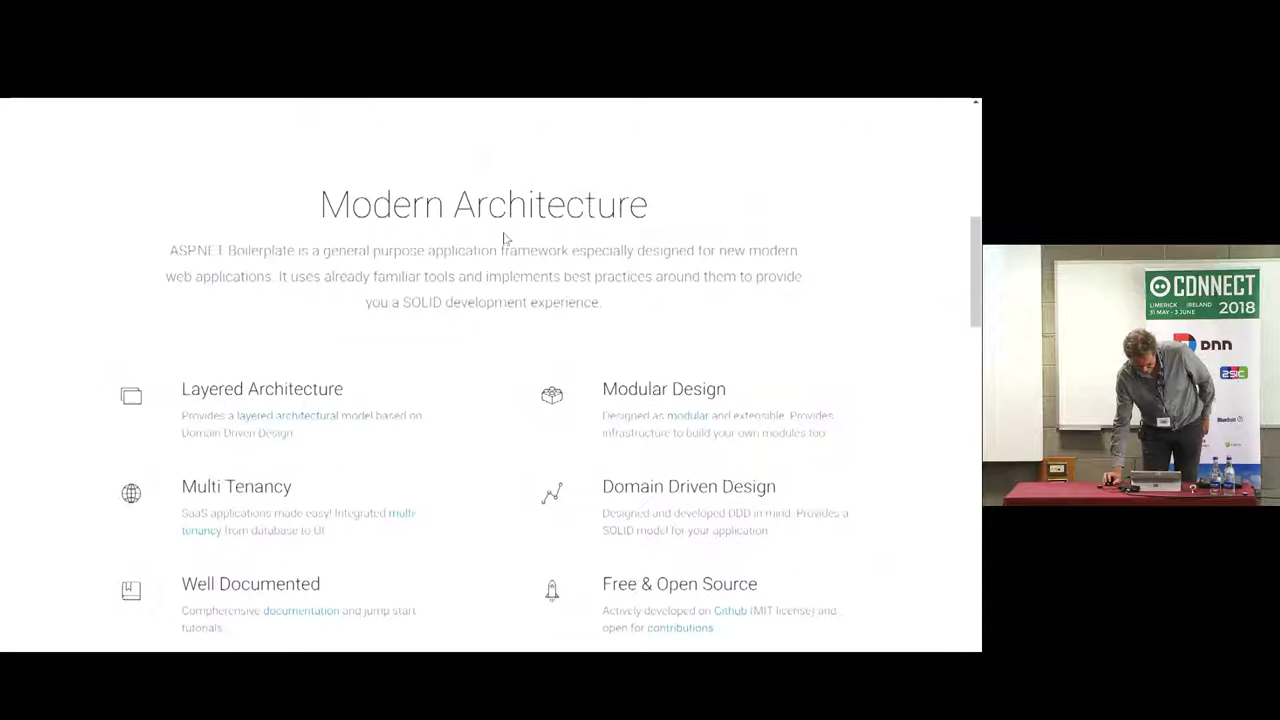 Modern Architecture
ASP.NET Boilerplate is a general purpose application framework especially designed for new modern
web applications. It uses already familiar tools and implements best practices around them to provide
you a SOLID development experience.
Layered Architecture
Provides a layered architectural model based on
Domain Driven Design
Modular Design
Designed as modular and extensible. Provides
infrastructure to build your own modules too.
Multi Tenancy
SaaS applications made easy! Integrated multi-
tenancy from database to UI.
Domain Driven Design
Designed and developed DDD in mind. Provides a
SOLID model for your application.
Well Documented
Compherensive documentation and jump start
tutorials.
Free & Open Source
Actively developed on Github (MIT license) and
open for contributions.
CONNECT
LIMERICK IRELAND
31 MAY - 3 JUNE
2018
DNN
2SIC